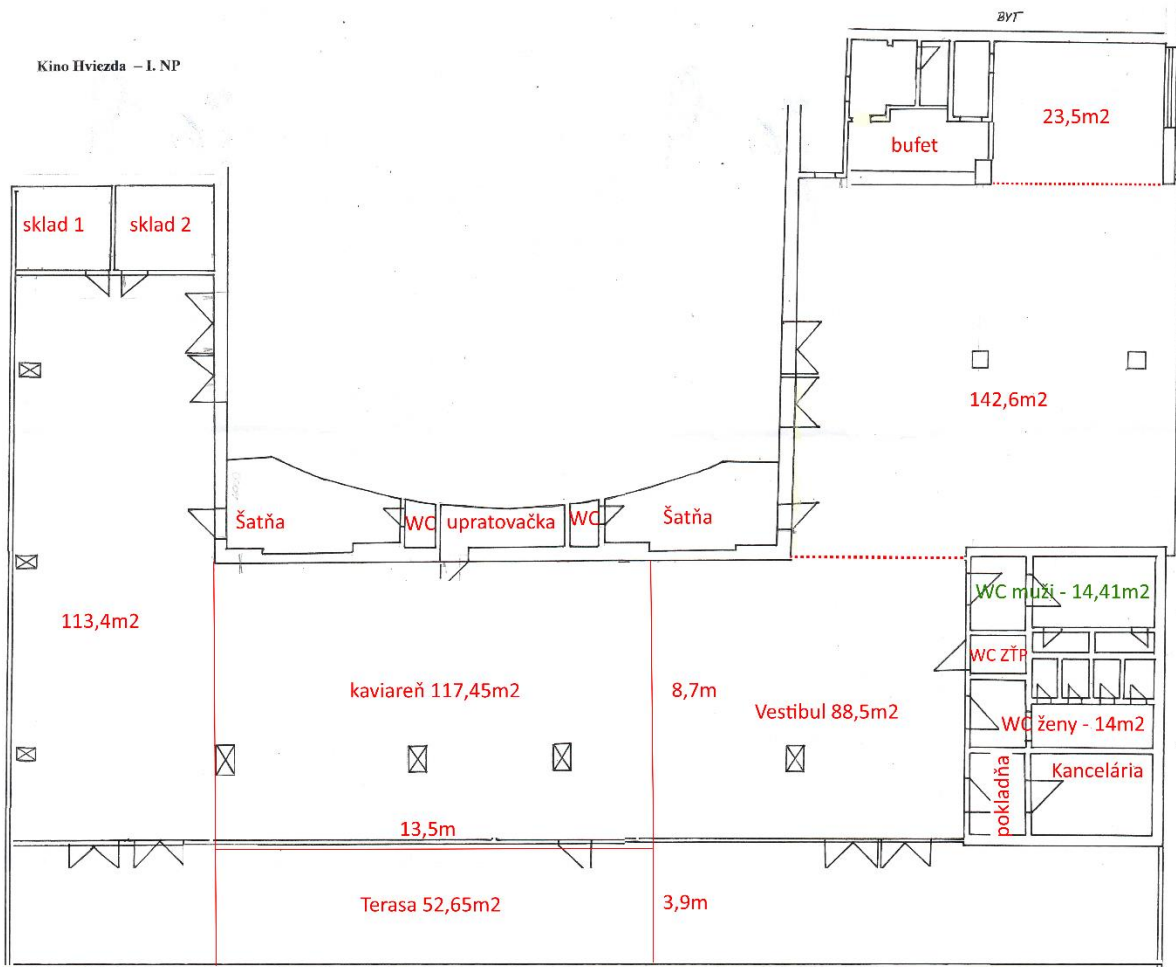 BYT
Kino Hviezda – I. NP
23,5m2
bufet
sklad 1
sklad 2
142,6m2
Šatňa
WC
upratovačka
WC
Šatňa
113,4m2
WC muži - 14,41m2
WC ZŤP
kaviareň 117,45m2
8,7m
Vestibul 88,5m2
WC ženy - 14m2
pokladňa
Kancelária
13,5m
Terasa 52,65m2
3,9m